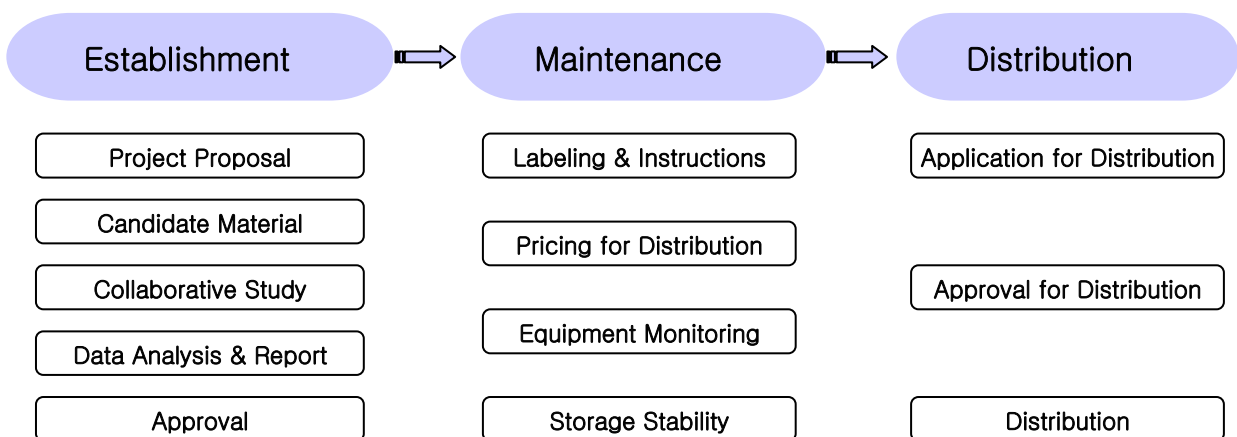 Establishment
Maintenance
Distribution
Project Proposal
Candidate Material
Collaborative Study
Data Analysis & Report
Approval
Labeling & Instructions
Pricing for Distribution
Equipment Monitoring
Storage Stability
Application for Distribution
Approval for Distribution
Distribution